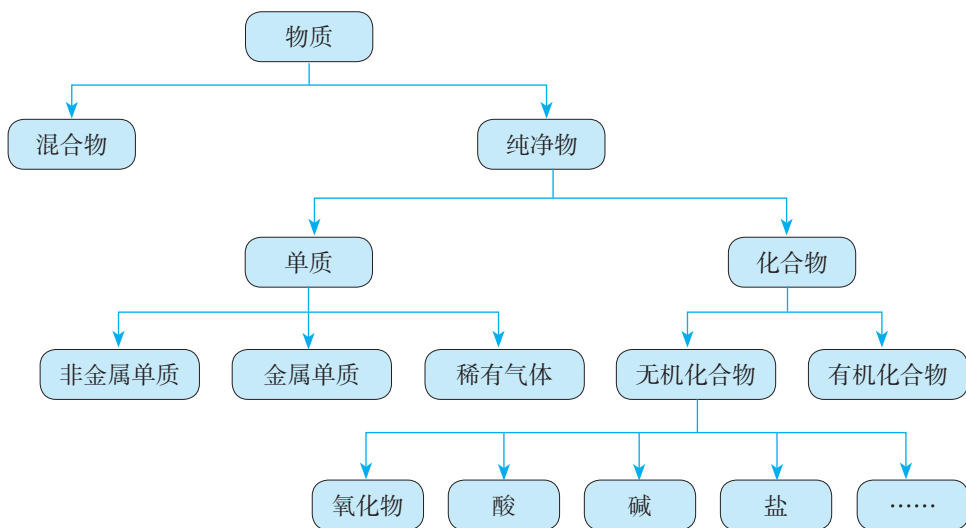 物质
混合物
纯净物
单质
化合物
非金属单质
金属单质
稀有气体
无机化合物
有机化合物
氧化物
酸
碱
盐
……